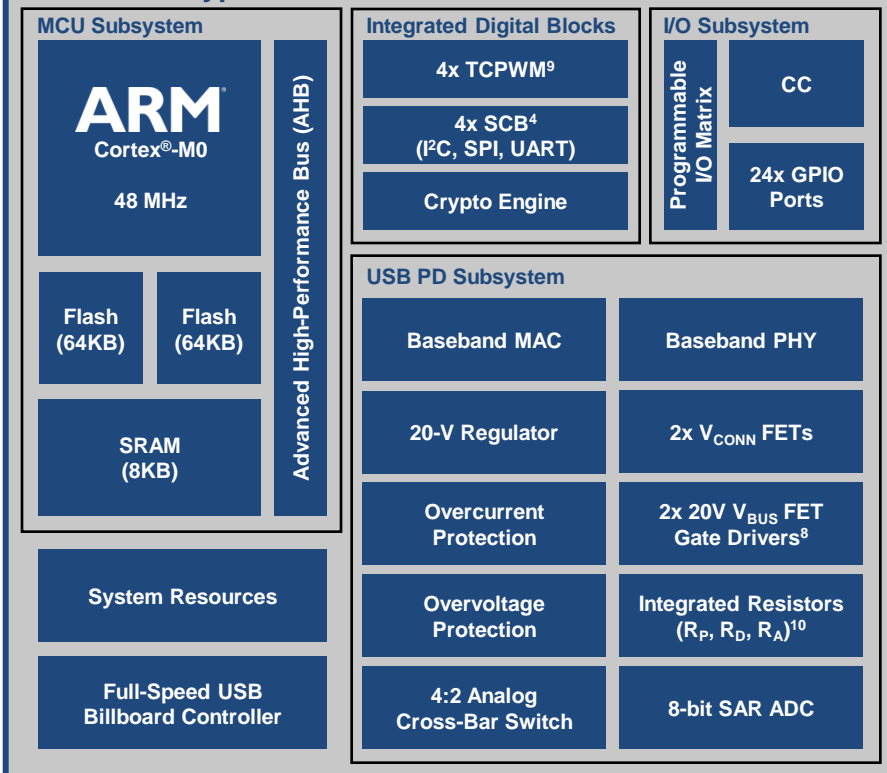 MCU Subsystem
ARM®
Cortex®-M0
48 MHz
Flash
(64KB)
Flash
(64KB)
SRAM
(8KB)
Advanced High-Performance Bus (AHB)
System Resources
Full-Speed USB
Billboard Controller
Integrated Digital Blocks
4x TCPWM⁹
4x SCB⁴
(I²C, SPI, UART)
Crypto Engine
I/O Subsystem
Programmable
I/O Matrix
CC
24x GPIO
Ports
USB PD Subsystem
Baseband MAC
Baseband PHY
20-V Regulator
2x VCONN FETs
Overcurrent
Protection
2x 20V VBUS FET
Gate Drivers⁸
Overvoltage
Protection
Integrated Resistors
(RP, RD, RA)¹⁰
4:2 Analog
Cross-Bar Switch
8-bit SAR ADC